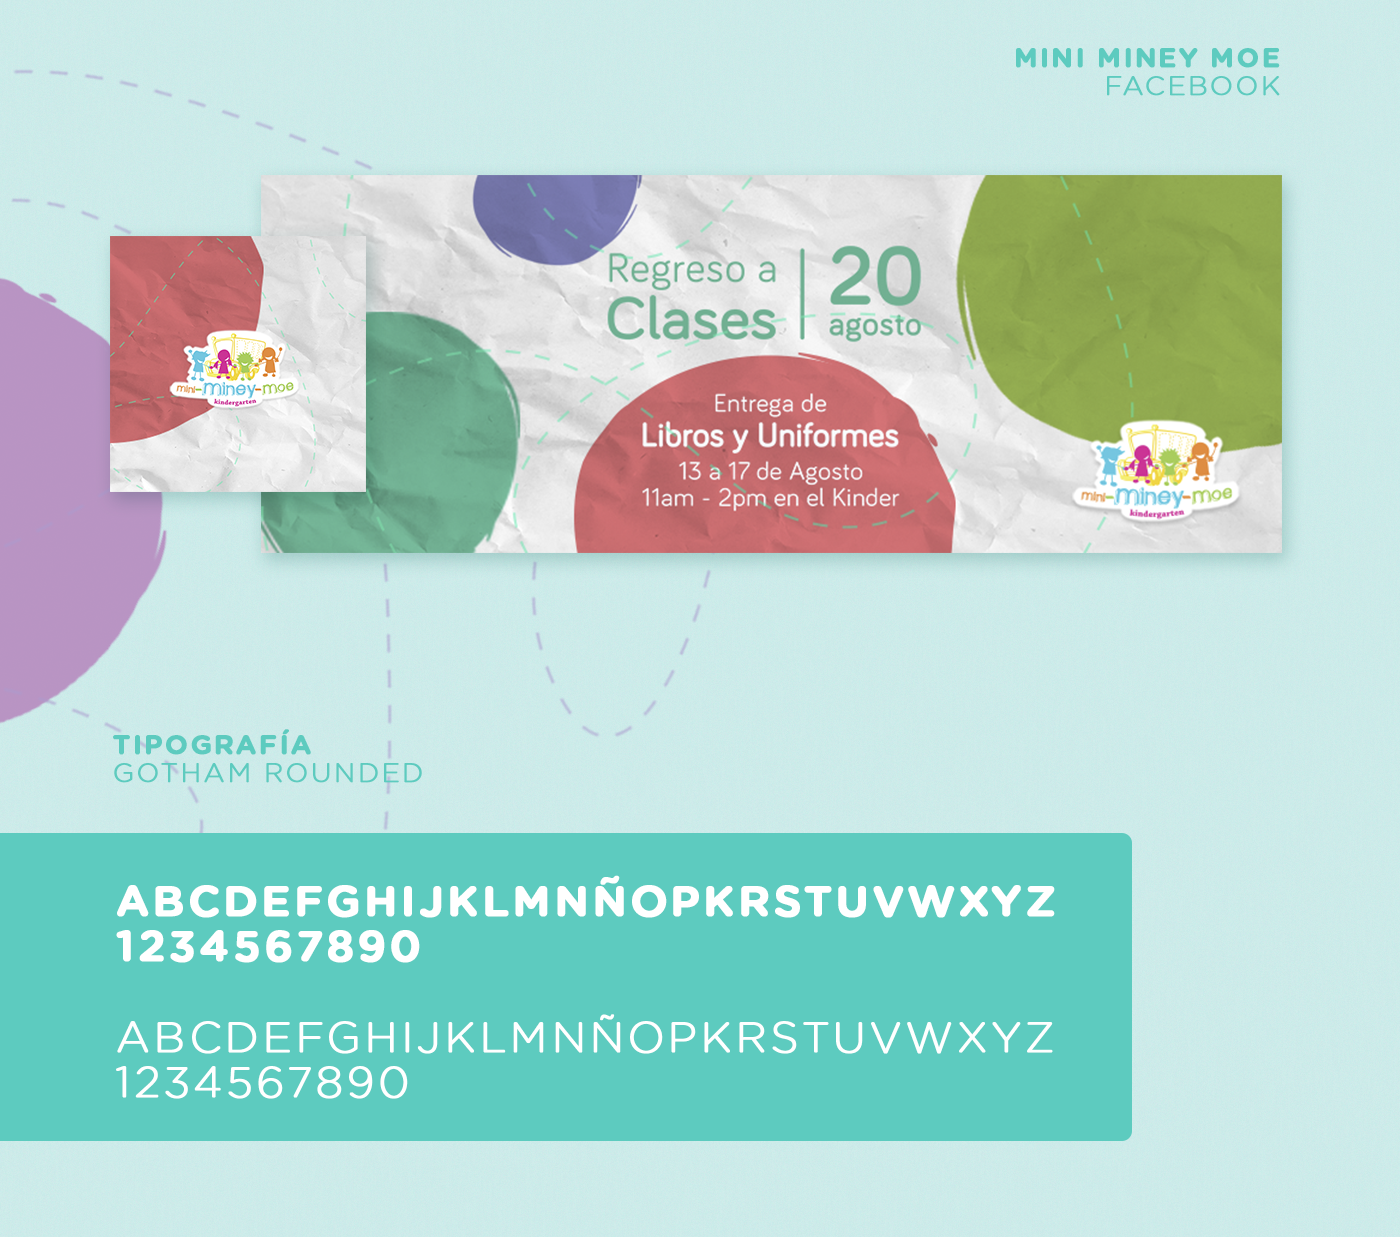 MINI MINEY MOE
FACEBOOK
mini-miney-moe
kindergarten
Regreso a
Clases
20
agosto
Entrega de
Libros y Uniformes
13 a 17 de Agosto
11am - 2pm en el Kinder
mini-miney-moe
kindergarten
TIPOGRAFÍA
GOTHAM ROUNDED
ABCDEFGHIJKLMNÑOPKRSTUVWXYZ
1234567890
ABCDEFGHIJKLMNÑOPKRSTUVWXYZ
1234567890